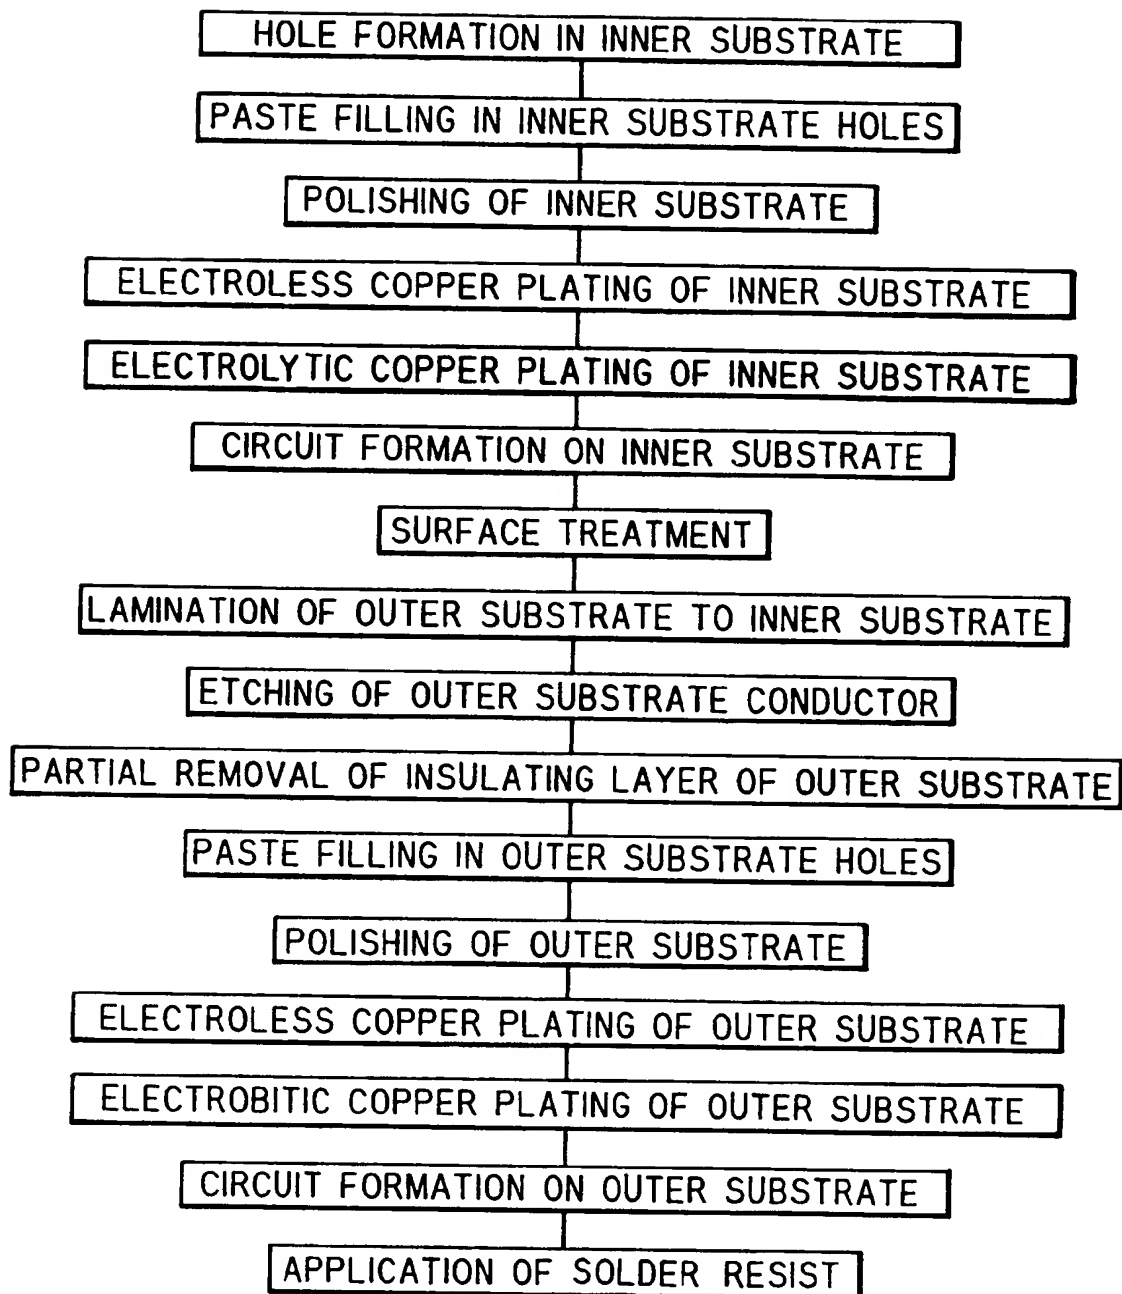 HOLE FORMATION IN INNER SUBSTRATE
PASTE FILLING IN INNER SUBSTRATE HOLES
POLISHING OF INNER SUBSTRATE
ELECTROLESS COPPER PLATING OF INNER SUBSTRATE
ELECTROLYTIC COPPER PLATING OF INNER SUBSTRATE
CIRCUIT FORMATION ON INNER SUBSTRATE
SURFACE TREATMENT
LAMINATION OF OUTER SUBSTRATE TO INNER SUBSTRATE
ETCHING OF OUTER SUBSTRATE CONDUCTOR
PARTIAL REMOVAL OF INSULATING LAYER OF OUTER SUBSTRATE
PASTE FILLING IN OUTER SUBSTRATE HOLES
POLISHING OF OUTER SUBSTRATE
ELECTROLESS COPPER PLATING OF OUTER SUBSTRATE
ELECTROBITIC COPPER PLATING OF OUTER SUBSTRATE
CIRCUIT FORMATION ON OUTER SUBSTRATE
APPLICATION OF SOLDER RESIST